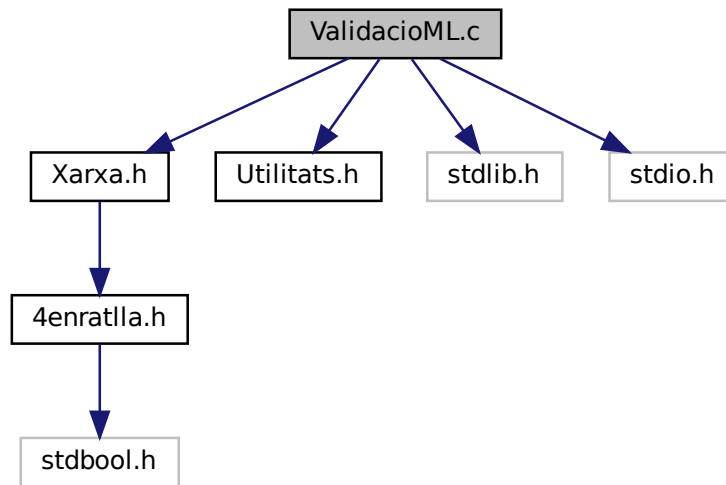 ValidacioML.c
Xarxa.h
Utilitats.h
stdlib.h
stdio.h
4enratlla.h
stdbool.h